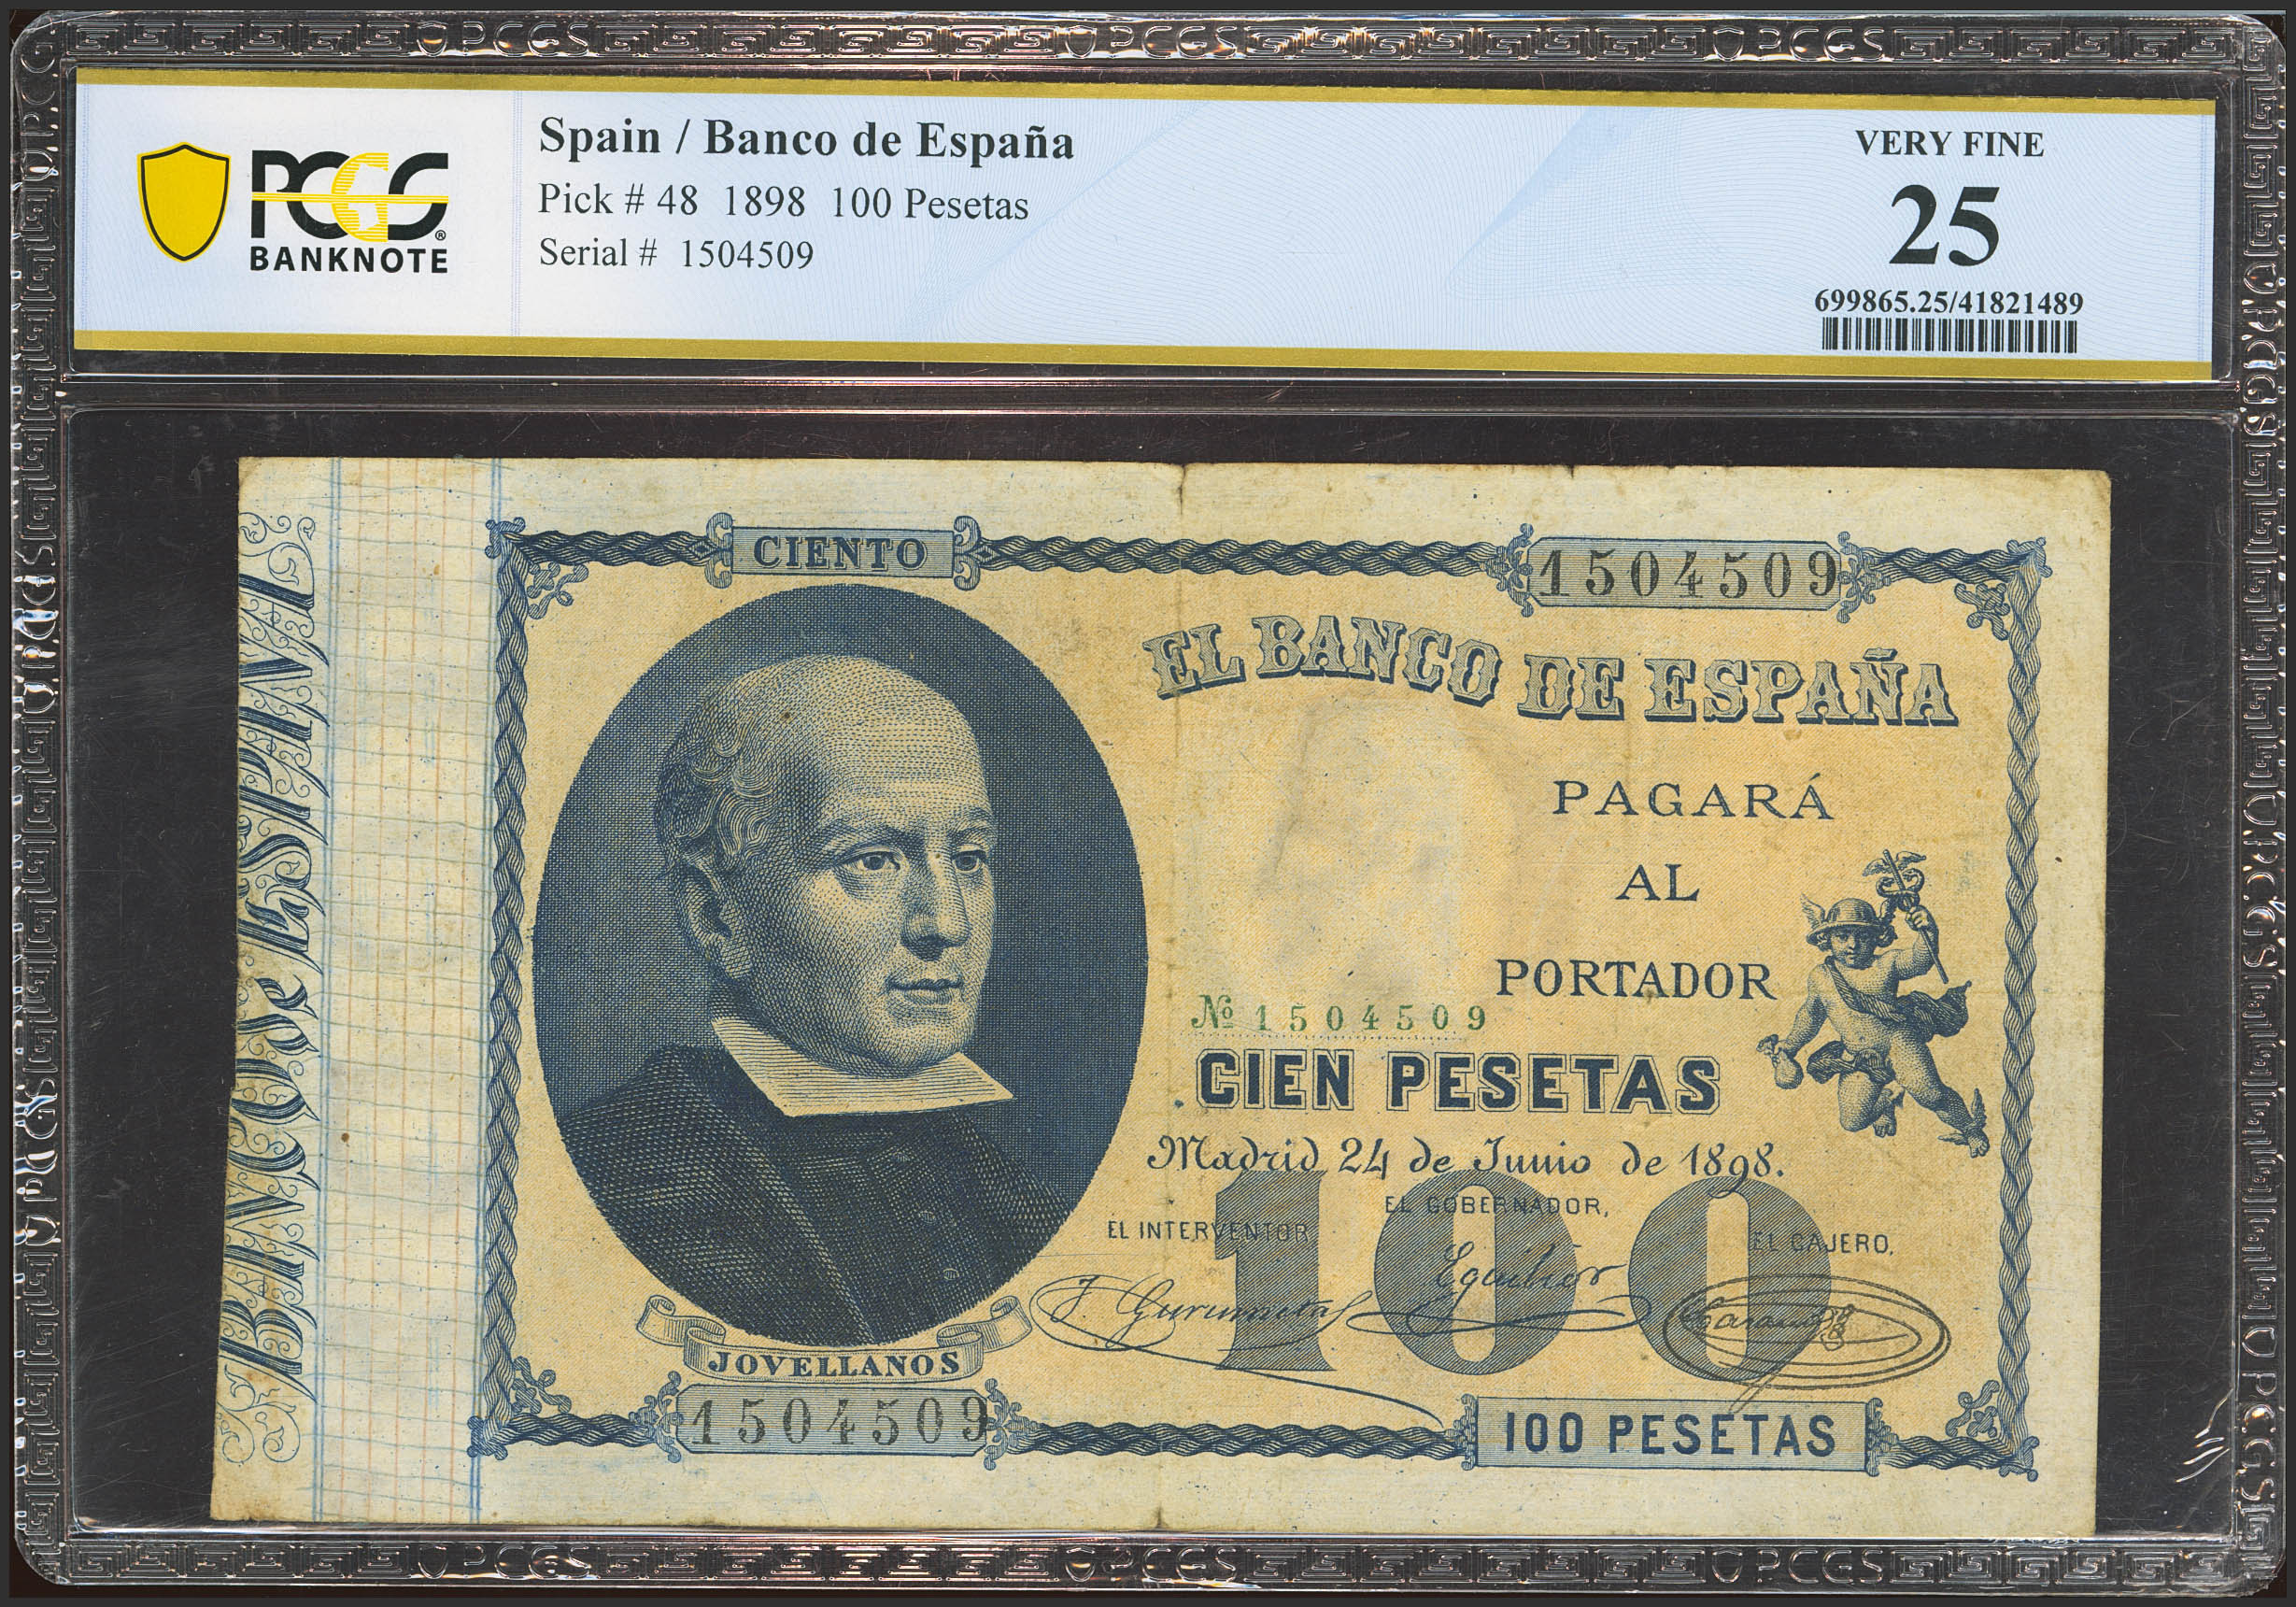 PCGS
BANKNOTE
Spain / Banco de España
Pick # 48 1898 100 Pesetas
Serial # 1504509
VERY FINE
25
699865.25/41821489
BANCO de ESPAÑA
CIENTO
1504509
EL BANCO DE ESPAÑA
PAGARÁ
AL
PORTADOR
Nº 1504509
CIEN PESETAS
Madrid 24 de Junio de 1898.
100
EL INTERVENTOR
EL GOBERNADOR,
EL CAJERO,
JOVELLANOS
1504509
100 PESETAS